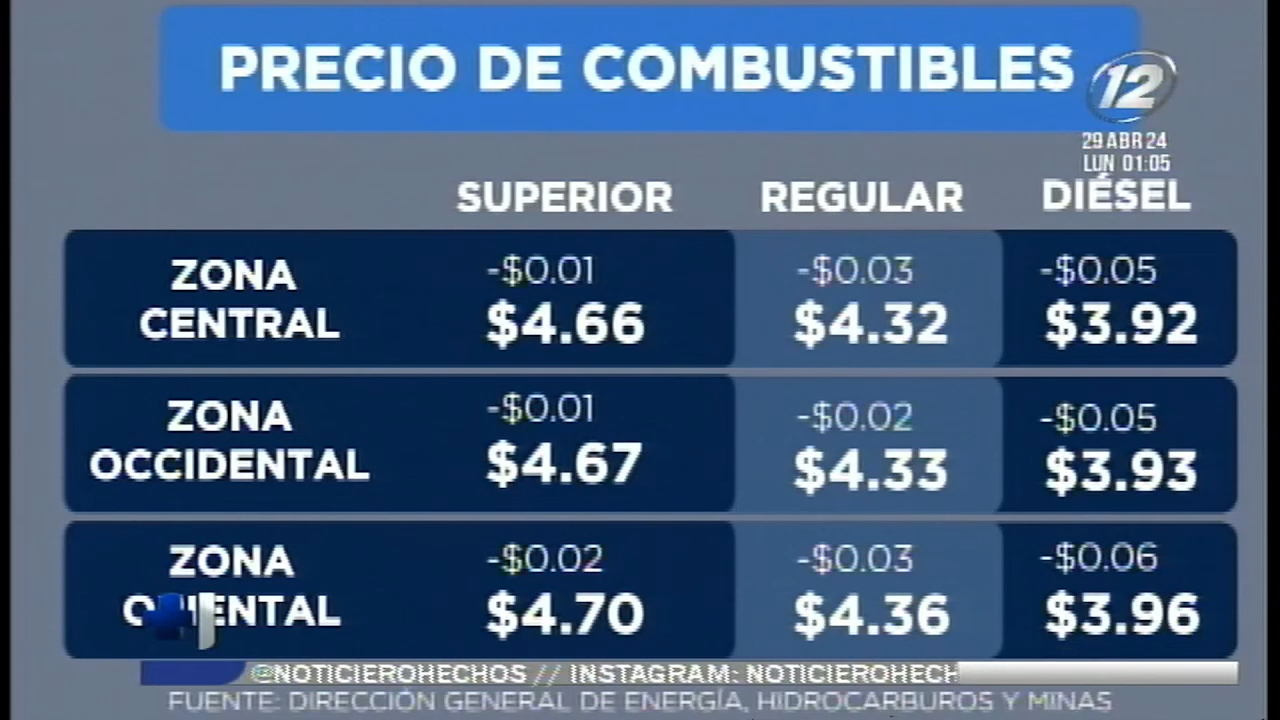 PRECIO DE COMBUSTIBLES
12
29 ABR 24
LUN 01:05
SUPERIOR REGULAR DIÉSEL
-$0.01 -$0.03 -$0.05
ZONA
CENTRAL $4.66 $4.32 $3.92
-$0.01 -$0.02 -$0.05
ZONA
OCCIDENTAL $4.67 $4.33 $3.93
-$0.02 -$0.03 -$0.06
ZONA
$4.70 $4.36 $3.96
@NOTICIEROHECHOS // INSTAGRAM: NOTICIEROHECH
FUENTE: DIRECCIÓN GENERAL DE ENERGÍA, HIDROCARBUROS Y MINAS